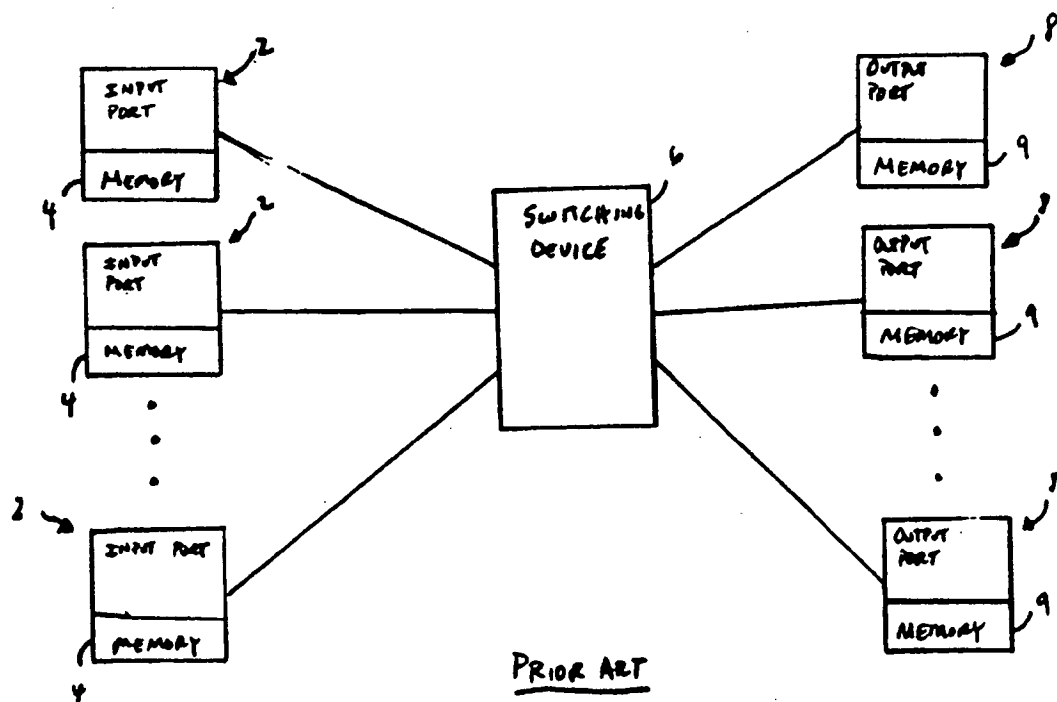 2
INPUT
PORT
MEMORY
4
2
INPUT
PORT
MEMORY
4
2
INPUT PORT
MEMORY
4
6
SWITCHING
DEVICE
8
OUTPUT
PORT
MEMORY
9
8
OUTPUT
PORT
MEMORY
9
8
OUTPUT
PORT
MEMORY
9
PRIOR ART